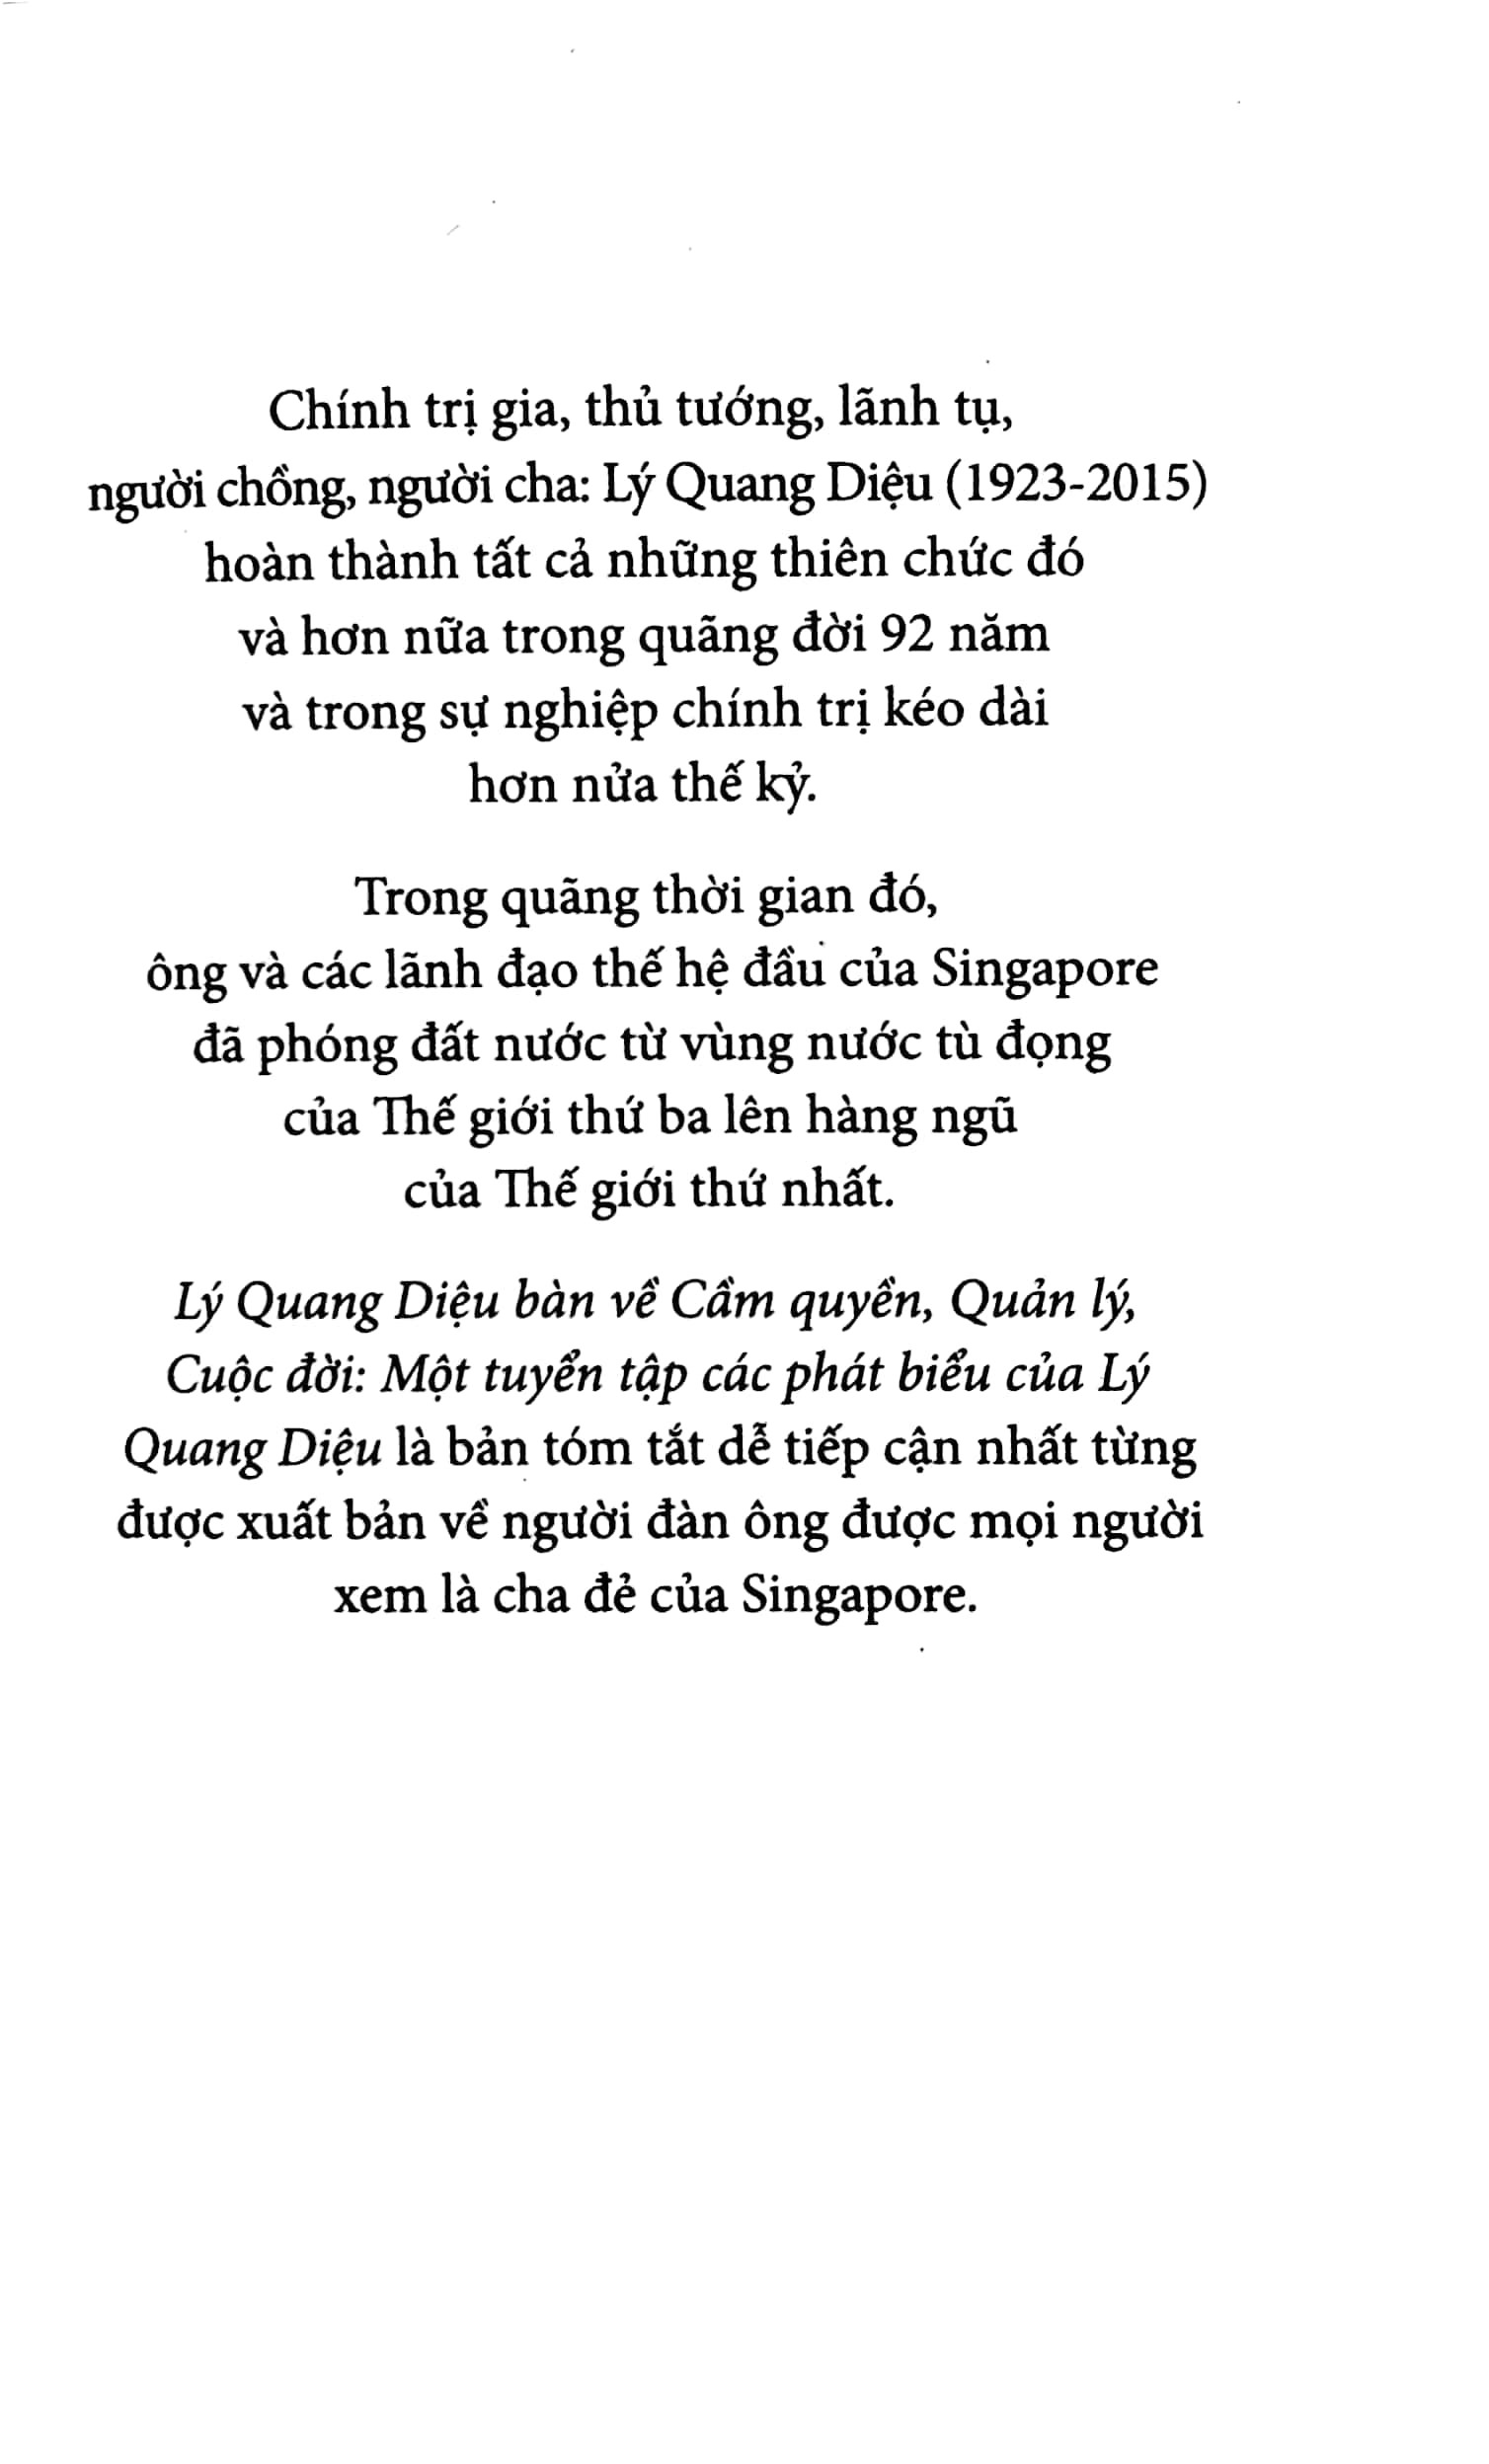 Chính trị gia, thủ tướng, lãnh tụ,
người chồng, người cha: Lý Quang Diệu (1923-2015)
hoàn thành tất cả những thiên chức đó
và hơn nữa trong quãng đời 92 năm
và trong sự nghiệp chính trị kéo dài
hơn nửa thế kỷ.
Trong quãng thời gian đó,
ông và các lãnh đạo thế hệ đầu của Singapore
đã phóng đất nước từ vùng nước tù đọng
của Thế giới thứ ba lên hàng ngũ
của Thế giới thứ nhất.
Lý Quang Diệu bàn về Cầm quyền, Quản lý,
Cuộc đời: Một tuyển tập các phát biểu của Lý
Quang Diệu là bản tóm tắt dễ tiếp cận nhất từng
được xuất bản về người đàn ông được mọi người
xem là cha đẻ của Singapore.